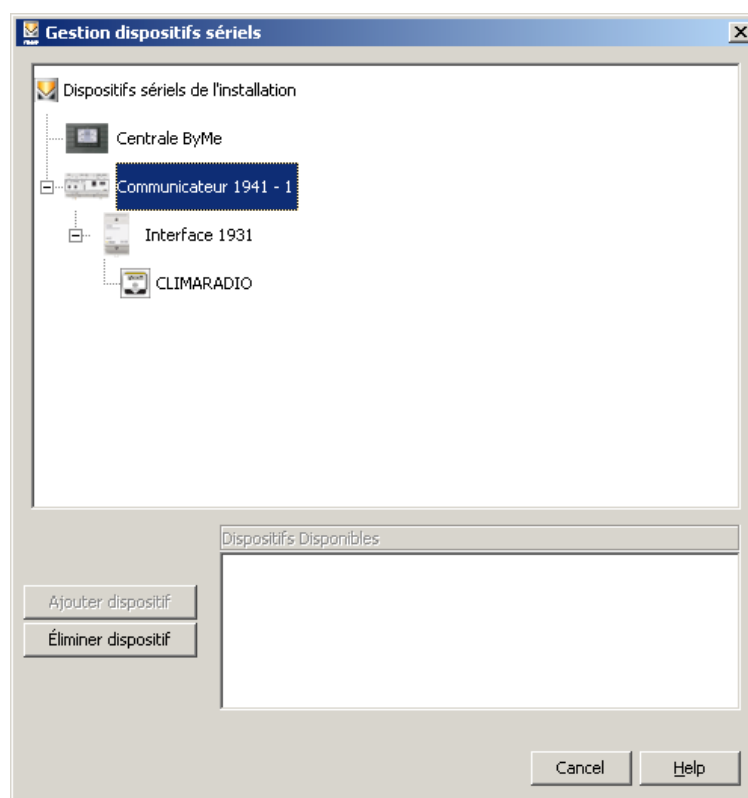 Gestion dispositifs sériels
Dispositifs sériels de l'installation
Centrale ByMe
Communicateur 1941 - 1
Interface 1931
CLIMARADIO
Dispositifs Disponibles
Ajouter dispositif
Éliminer dispositif
Cancel
Help